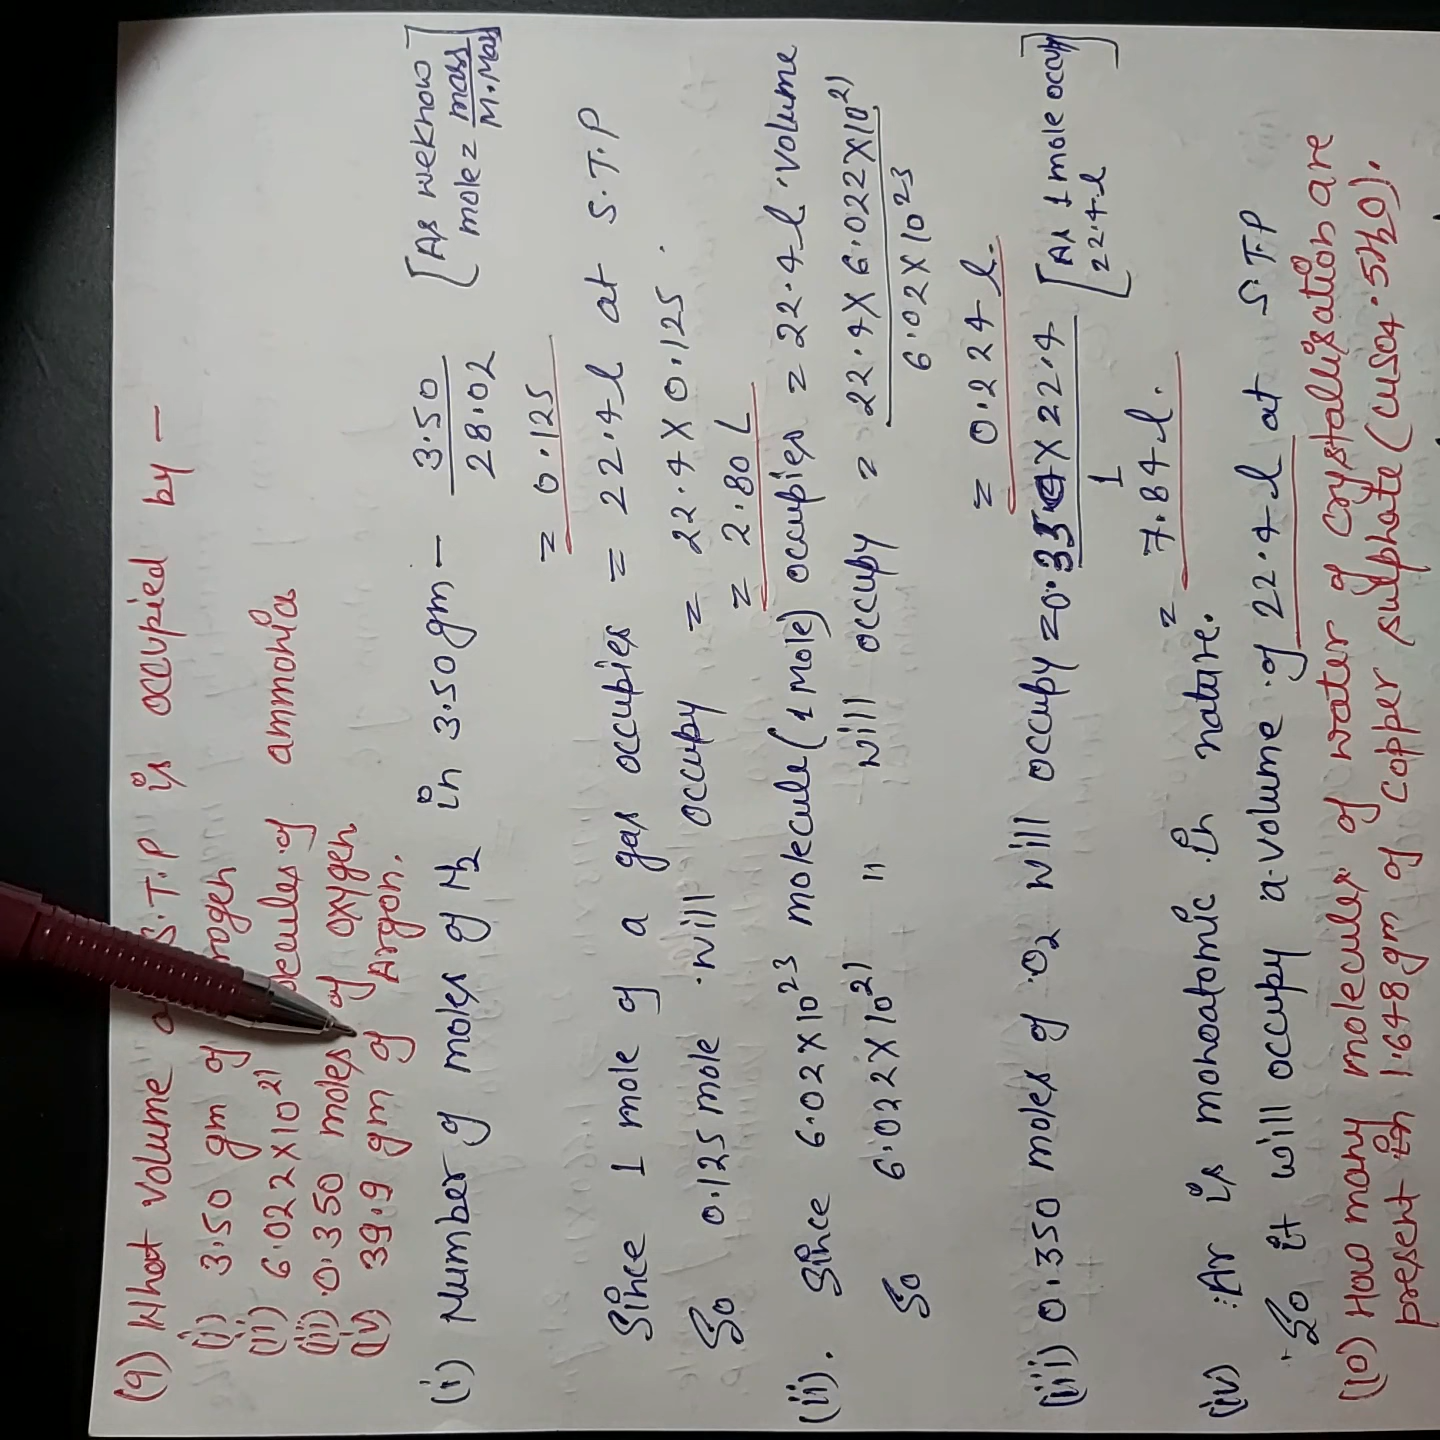 (9) What volume S.T.P is occupied by —
(i) 3.50 gm of rogen
(ii) 6.022 X 10²¹ ecules of ammonia
(iii) 0.350 moles of oxygen
(iv) 39.9 gm of Argon.
(i) Number of moles of N₂ in 3.50 gm — 3.50/28.02 [As we know mole = mass/M.Mass]
= 0.125
Since 1 mole of a gas occupies = 22.4 l at S.T.P
So 0.125 mole will occupy = 22.4 X 0.125.
= 2.80 L
(ii). Since 6.02 X 10²³ molecule (1 Mole) occupies = 22.4 l volume
So 6.022 X 10²¹ " will occupy = 22.4 X 6.022 X 10²¹/6.02 X 10²³
= 0.224 l.
(iii) 0.350 moles of O₂ will occupy = 0.35 X 22.4/1 [As 1 mole occupy 22.4 l]
= 7.84 l.
(iv) Ar is monoatomic in nature.
So it will occupy a volume of 22.4 l at S.T.P
(10) How many molecules of water of crystallisation are
present in 1.648 gm of copper sulphate (CuSO4.5H2O).